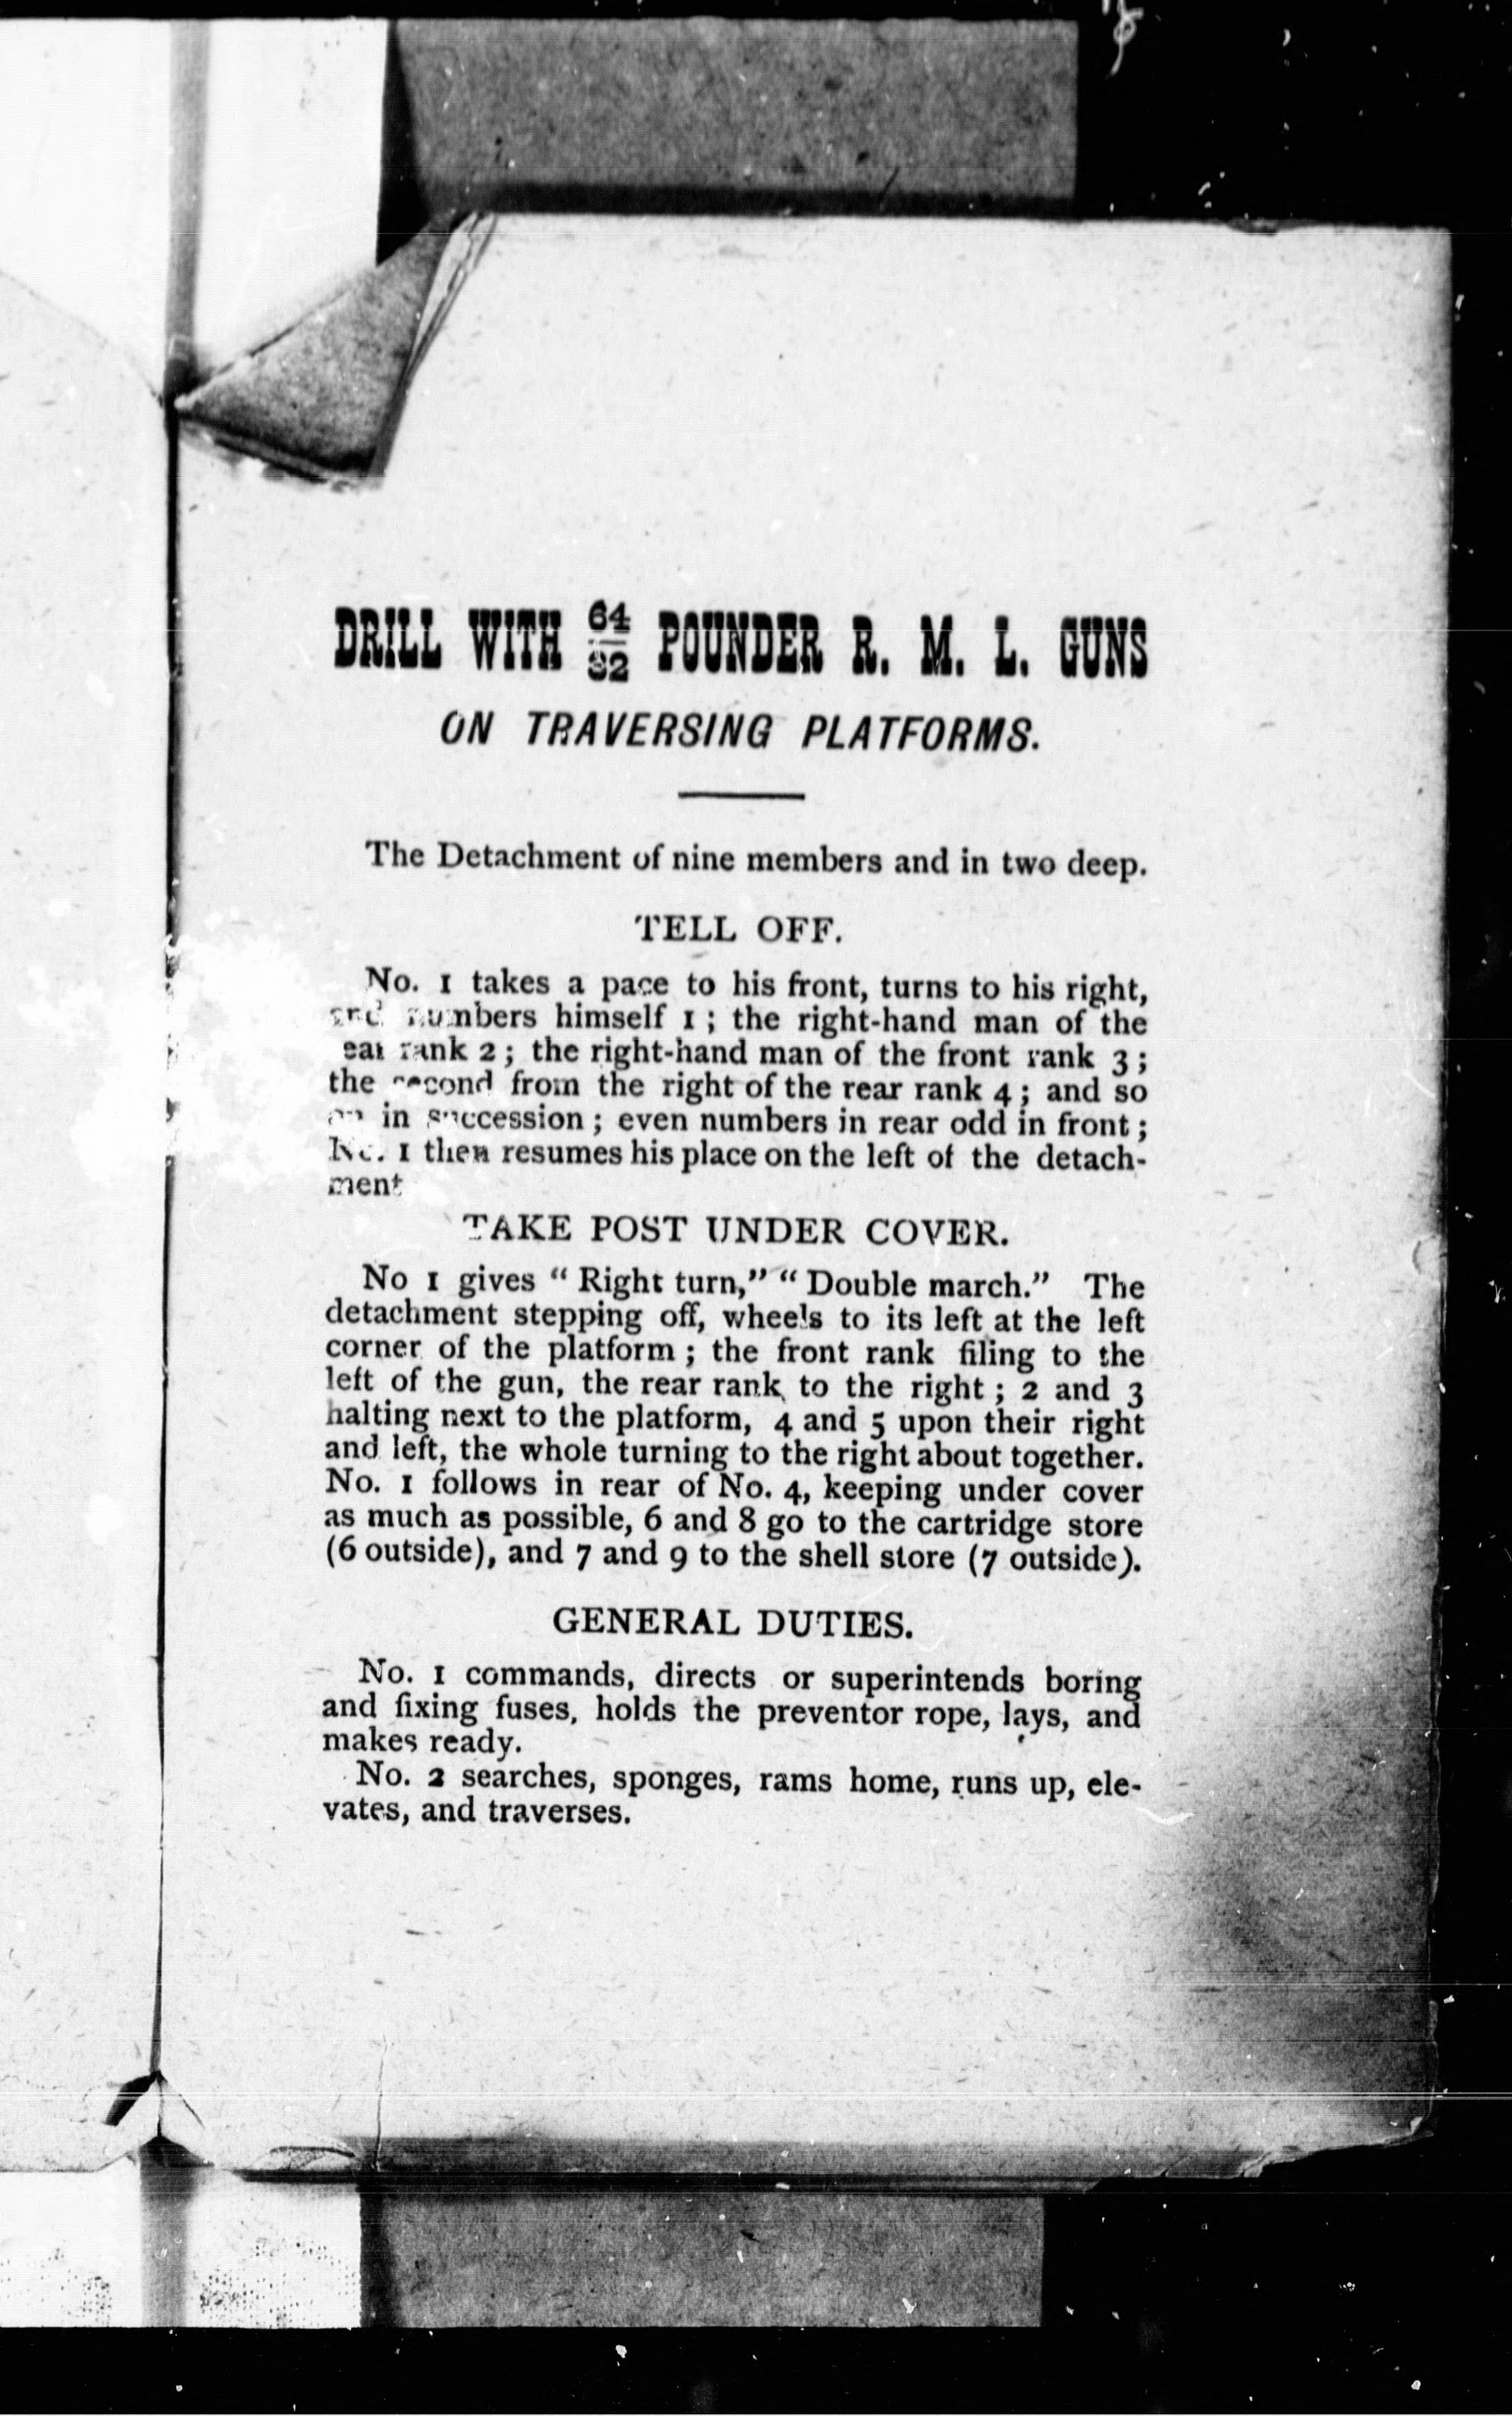 DRILL WITH 64/32 POUNDER R. M. L. GUNS
ON TRAVERSING PLATFORMS.
The Detachment of nine members and in two deep.
TELL OFF.
No. 1 takes a pace to his front, turns to his right,
and numbers himself 1 ; the right-hand man of the
rear rank 2 ; the right-hand man of the front rank 3 ;
the second from the right of the rear rank 4 ; and so
on in succession ; even numbers in rear odd in front ;
No. 1 then resumes his place on the left of the detach-
ment
TAKE POST UNDER COVER.
No 1 gives “ Right turn,” “ Double march.” The
detachment stepping off, wheels to its left at the left
corner of the platform ; the front rank filing to the
left of the gun, the rear rank to the right ; 2 and 3
halting next to the platform, 4 and 5 upon their right
and left, the whole turning to the right about together.
No. 1 follows in rear of No. 4, keeping under cover
as much as possible, 6 and 8 go to the cartridge store
(6 outside), and 7 and 9 to the shell store (7 outside).
GENERAL DUTIES.
No. 1 commands, directs or superintends boring
and fixing fuses, holds the preventor rope, lays, and
makes ready.
No. 2 searches, sponges, rams home, runs up, ele-
vates, and traverses.